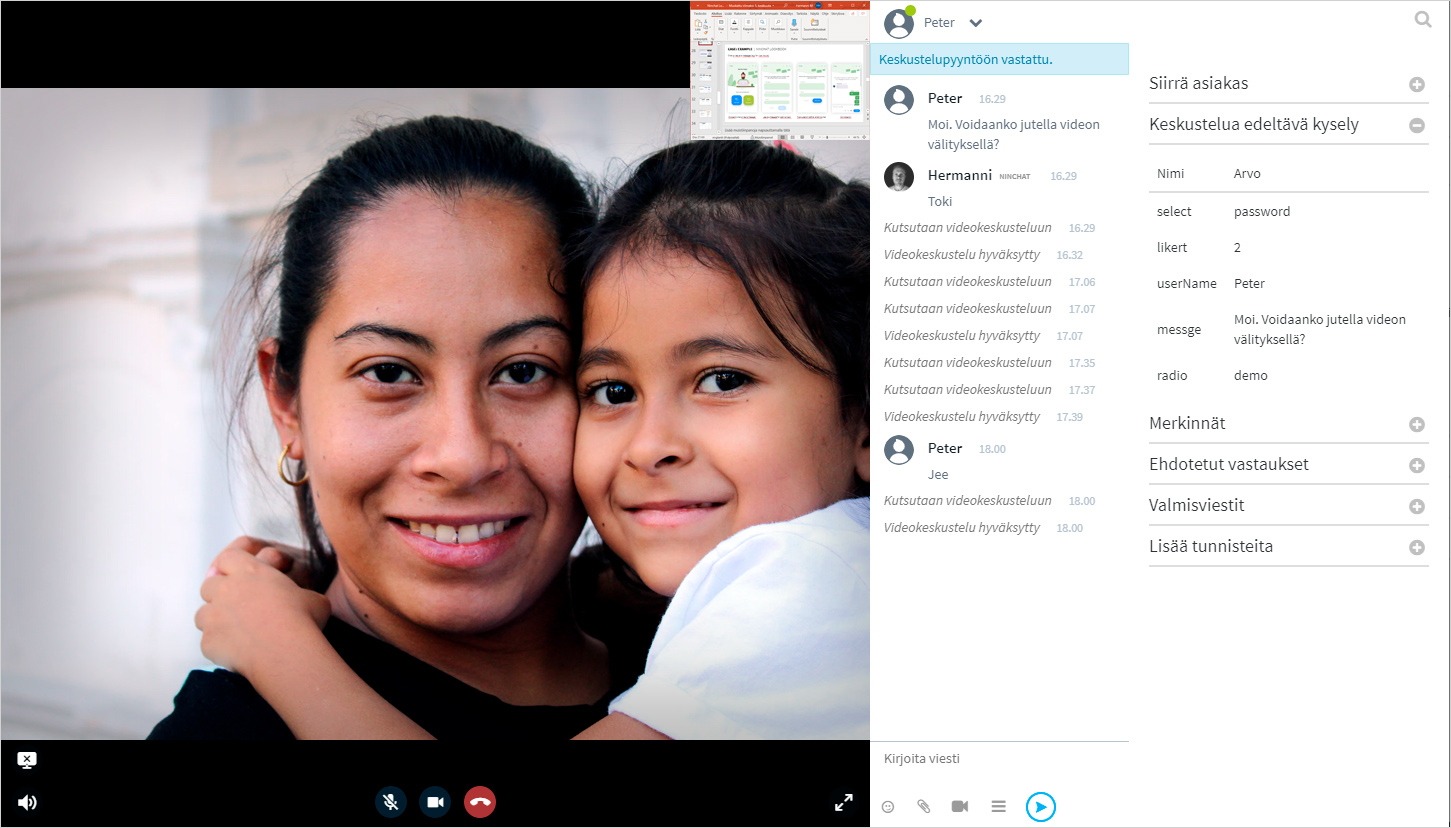 Peter
Keskustelupyyntöön vastattu.
Peter 16.29
Moi. Voidaanko jutella videon
välityksellä?
Hermanni NINCHAT 16.29
Toki
Kutsutaan videokeskusteluun 16.29
Videokeskustelu hyväksytty 16.32
Kutsutaan videokeskusteluun 17.06
Kutsutaan videokeskusteluun 17.07
Videokeskustelu hyväksytty 17.07
Kutsutaan videokeskusteluun 17.35
Kutsutaan videokeskusteluun 17.37
Videokeskustelu hyväksytty 17.39
Peter 18.00
Jee
Kutsutaan videokeskusteluun 18.00
Videokeskustelu hyväksytty 18.00
Kirjoita viesti
Siirrä asiakas
Keskustelua edeltävä kysely
Nimi Arvo
select password
likert 2
userName Peter
messge Moi. Voidaanko jutella videon
välityksellä?
radio demo
Merkinnät
Ehdotetut vastaukset
Valmisviestit
Lisää tunnisteita